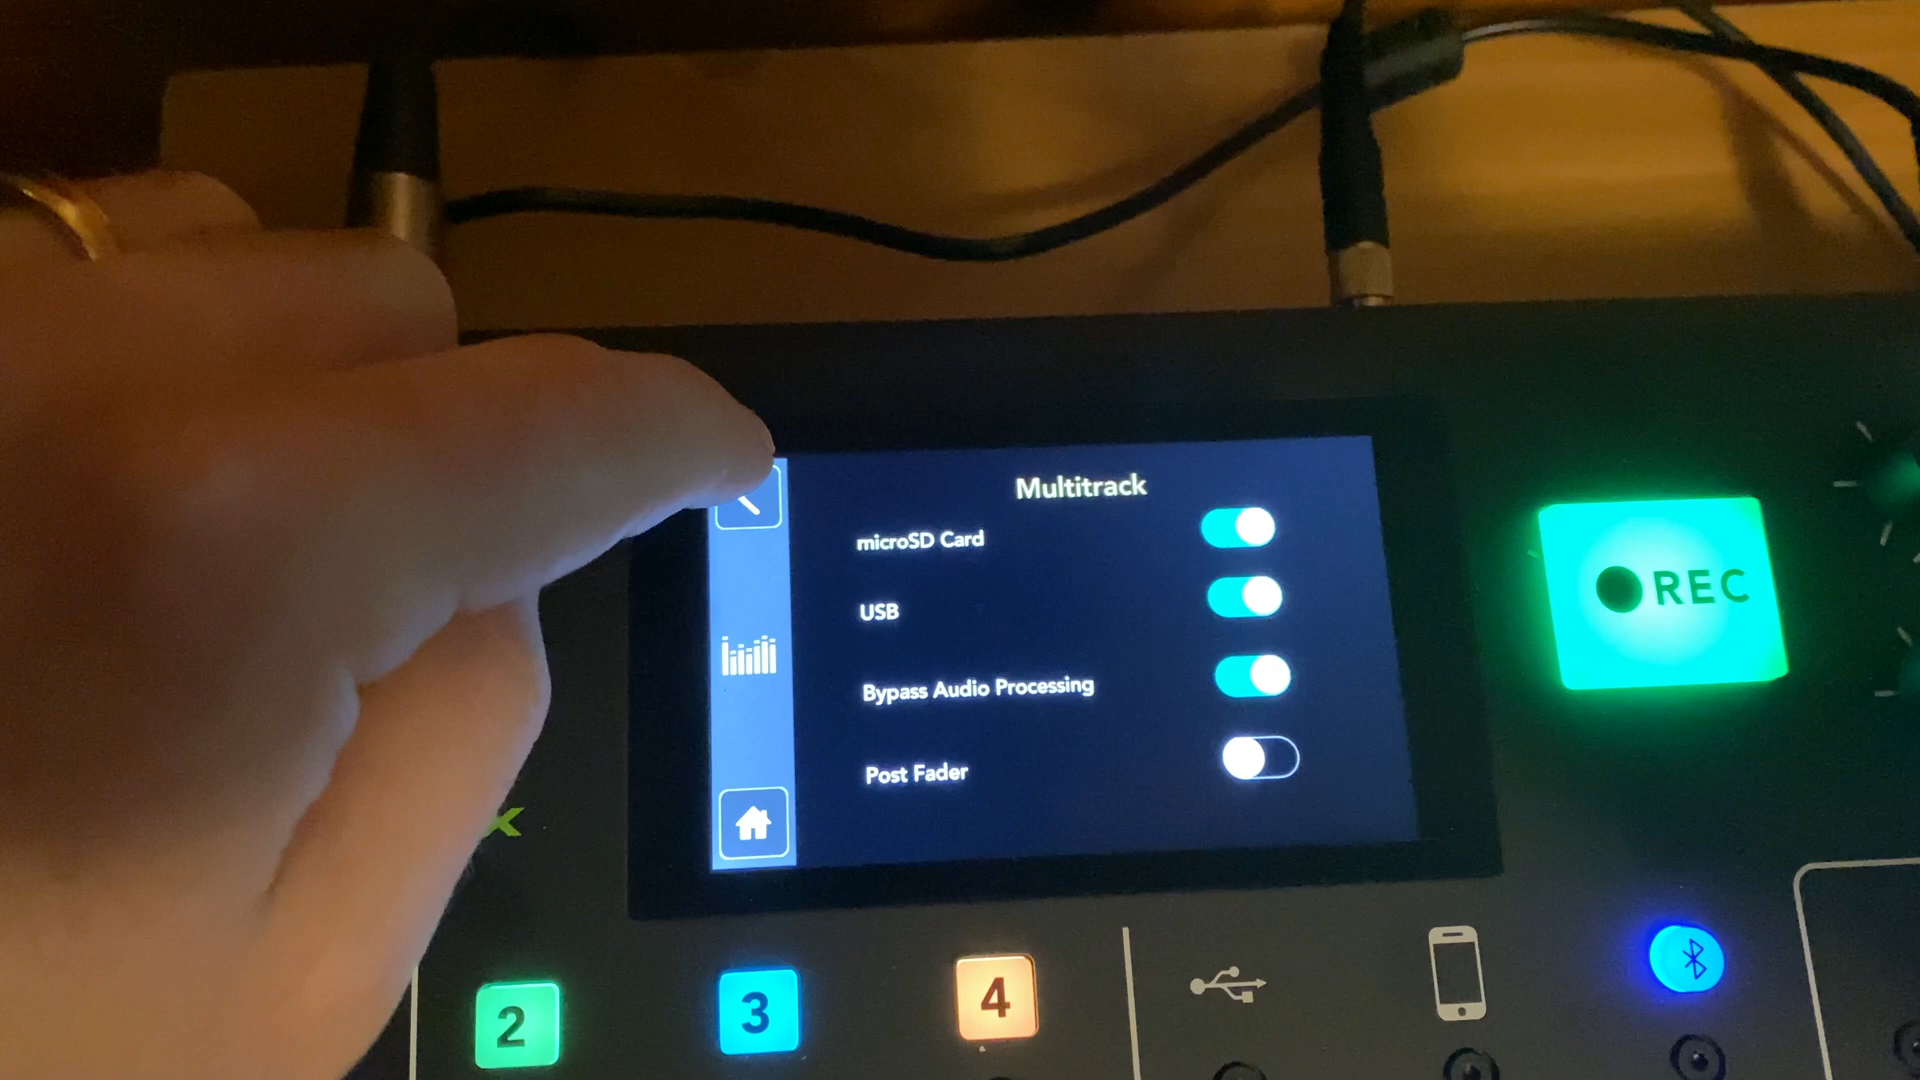 Multitrack
microSD Card
USB
Bypass Audio Processing
Post Fader
REC
2
3
4